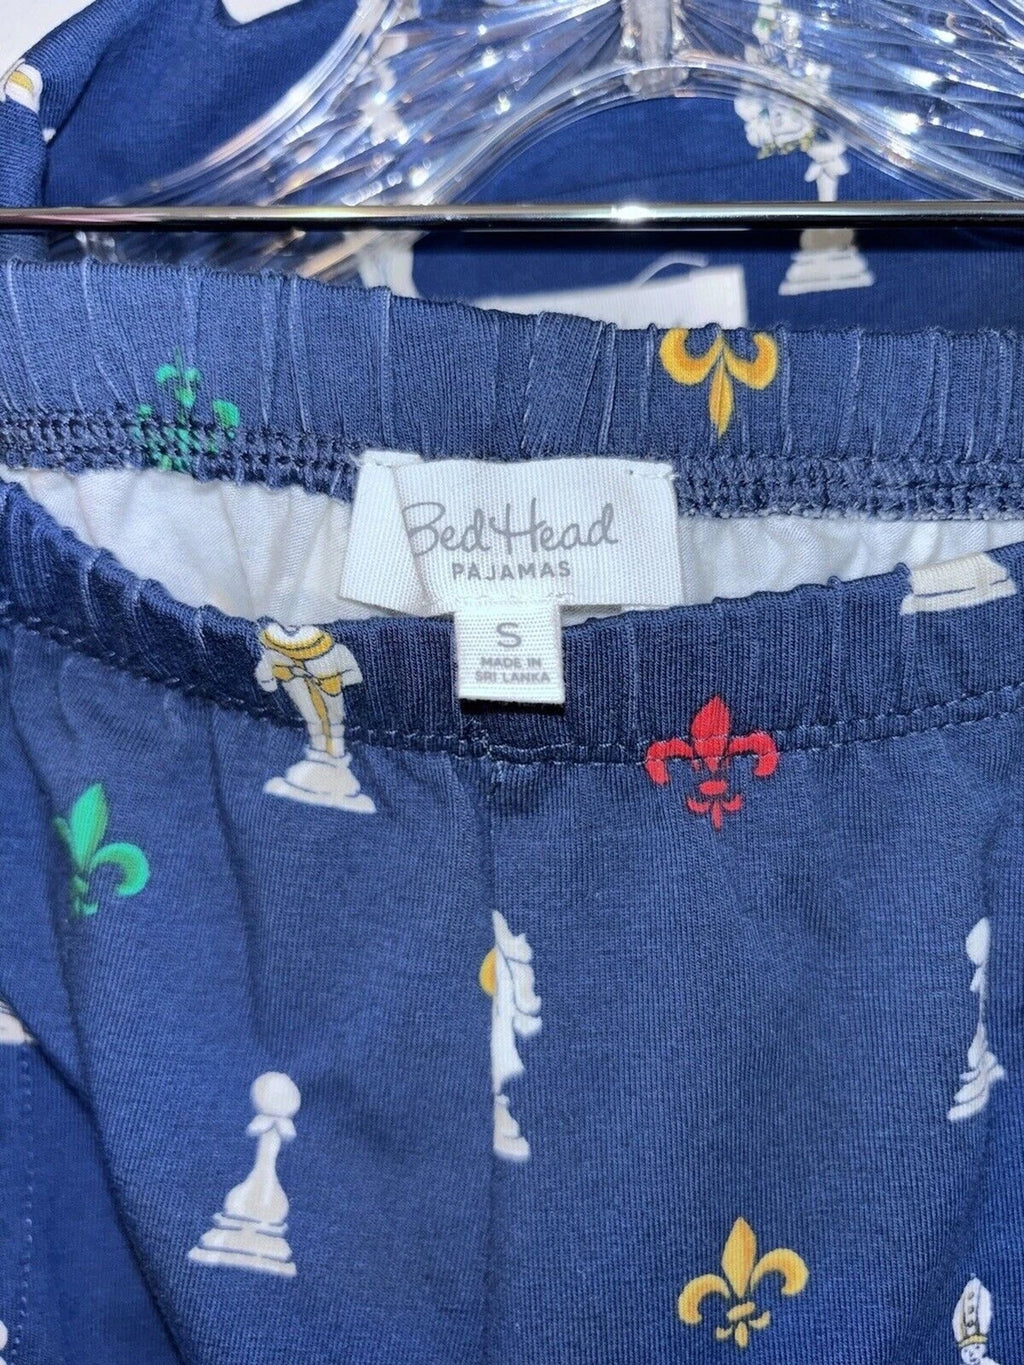 BedHead
PAJAMAS
S
MADE IN
SRI LANKA